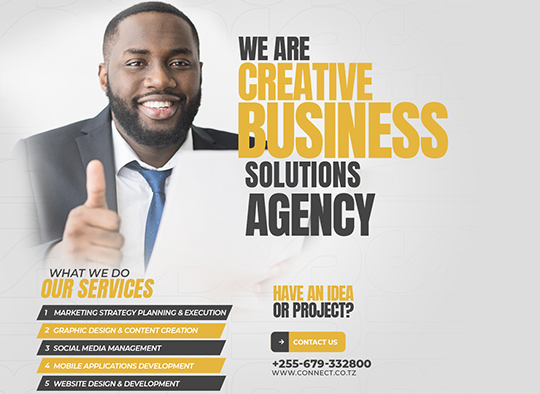 WE ARE
CREATIVE
BUSINESS
SOLUTIONS
AGENCY
WHAT WE DO
OUR SERVICES
1 MARKETING STRATEGY PLANNING & EXECUTION
2 GRAPHIC DESIGN & CONTENT CREATION
3 SOCIAL MEDIA MANAGEMENT
4 MOBILE APPLICATIONS DEVELOPMENT
5 WEBSITE DESIGN & DEVELOPMENT
HAVE AN IDEA
OR PROJECT?
→ CONTACT US
+255-679-332800
WWW.CONNECT.CO.TZ